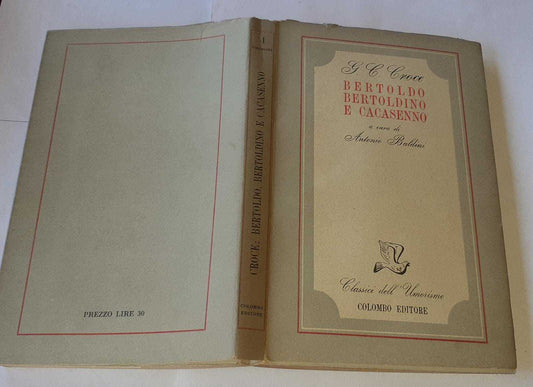 G. C. Croce
BERTOLDO
BERTOLDINO
E CACASENNO
a cura di
Antonio Baldini
Classici dell'Umorismo
COLOMBO EDITORE
1
CROCE: BERTOLDO, BERTOLDINO E CACASENNO
COLOMBO
EDITORE
PREZZO LIRE 30